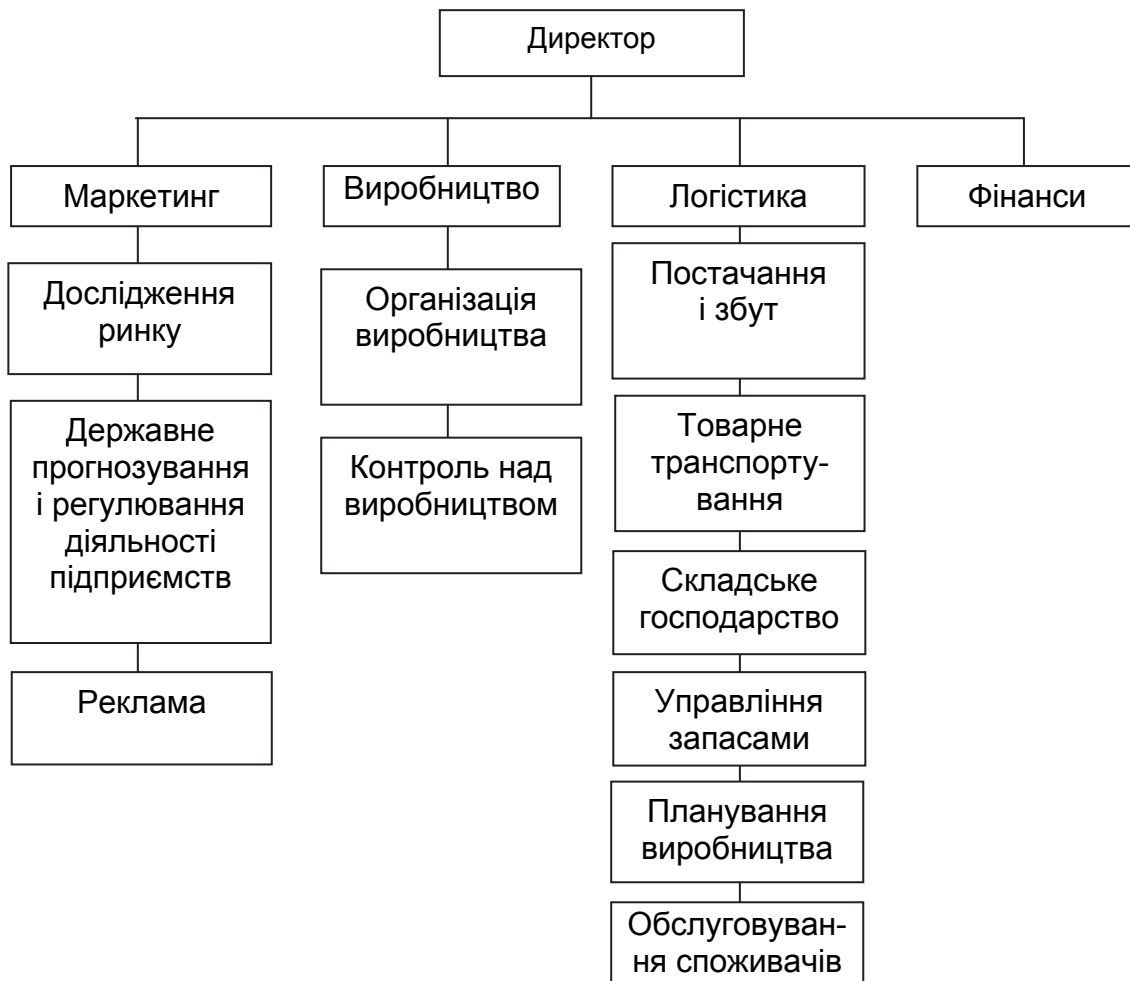 Директор
Маркетинг
Виробництво
Логістика
Фінанси
Дослідження
ринку
Державне
прогнозування
і регулювання
діяльності
підприємств
Реклама
Організація
виробництва
Контроль над
виробництвом
Постачання
і збут
Товарне
транспорту-
вання
Складське
господарство
Управління
запасами
Планування
виробництва
Обслуговуван-
ня споживачів